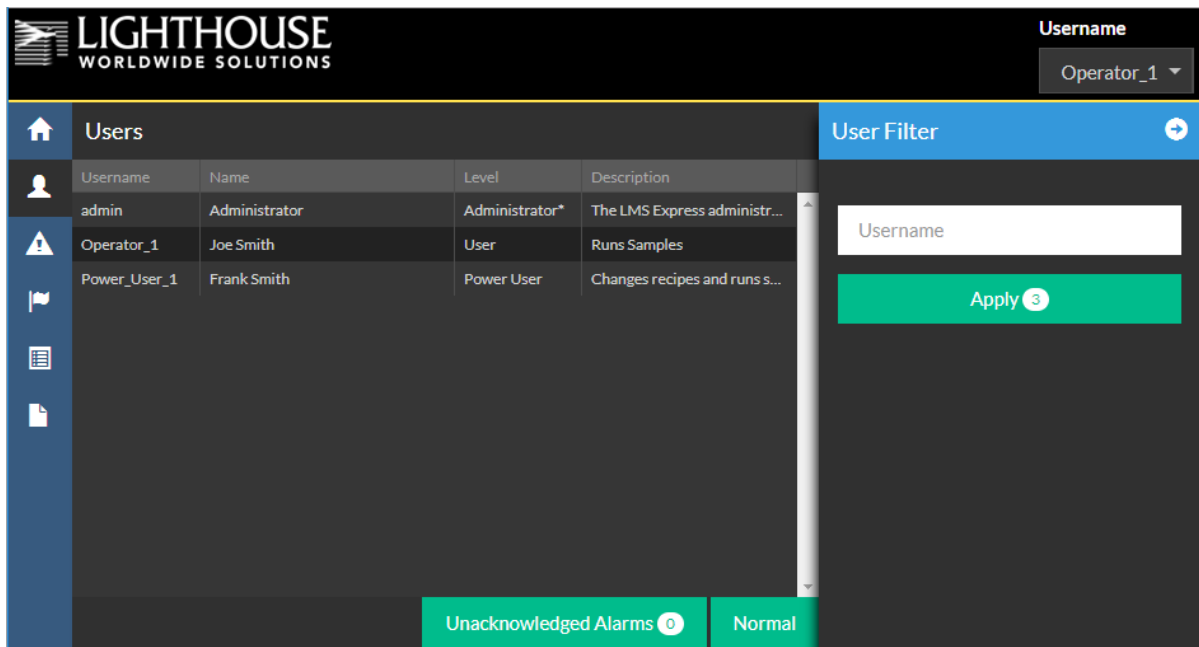 LIGHTHOUSE
WORLDWIDE SOLUTIONS
Username
Operator_1
Users
User Filter
Username Name Level Description
admin Administrator Administrator* The LMS Express administr...
Operator_1 Joe Smith User Runs Samples
Power_User_1 Frank Smith Power User Changes recipes and runs s...
Username
Apply 3
Unacknowledged Alarms 0 Normal